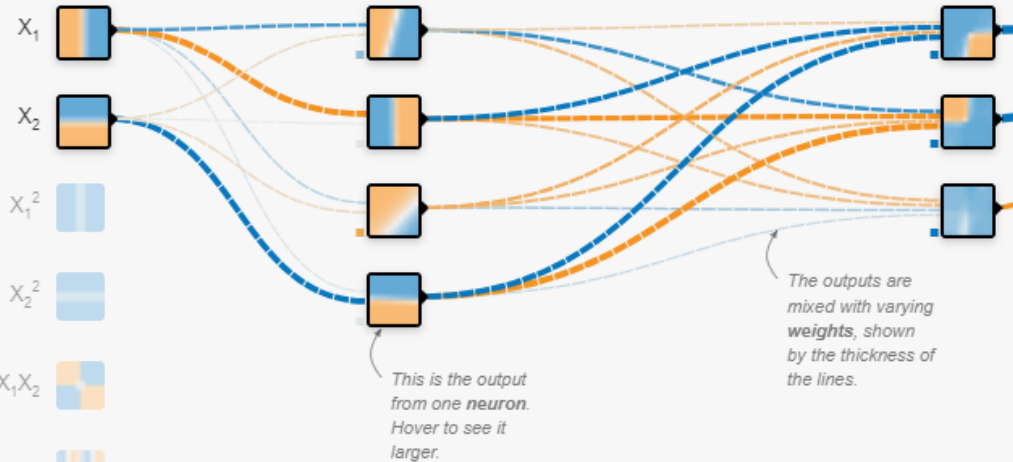 X₁
X₂
X₁²
X₂²
X₁X₂
The outputs are
mixed with varying
weights, shown
by the thickness of
the lines.
This is the output
from one neuron.
Hover to see it
larger.